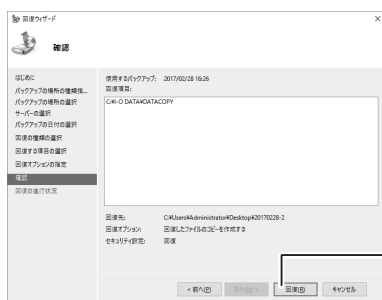 回復ウィザード
確認
はじめに
バックアップの場所の種類指...
バックアップの場所の選択
サーバーの選択
バックアップの日付の選択
回復の種類の選択
回復する項目の選択
回復オプションの指定
確認
回復の進行状況
使用するバックアップ: 2017/02/28 16:26
回復項目:
C:¥I-O DATA¥DATACOPY
回復先: C:¥Users¥Administrator¥Desktop¥20170228-2
回復オプション: 回復したファイルのコピーを作成する
セキュリティ設定: 回復
< 前へ(P) 次へ(N) > 回復(R) キャンセル